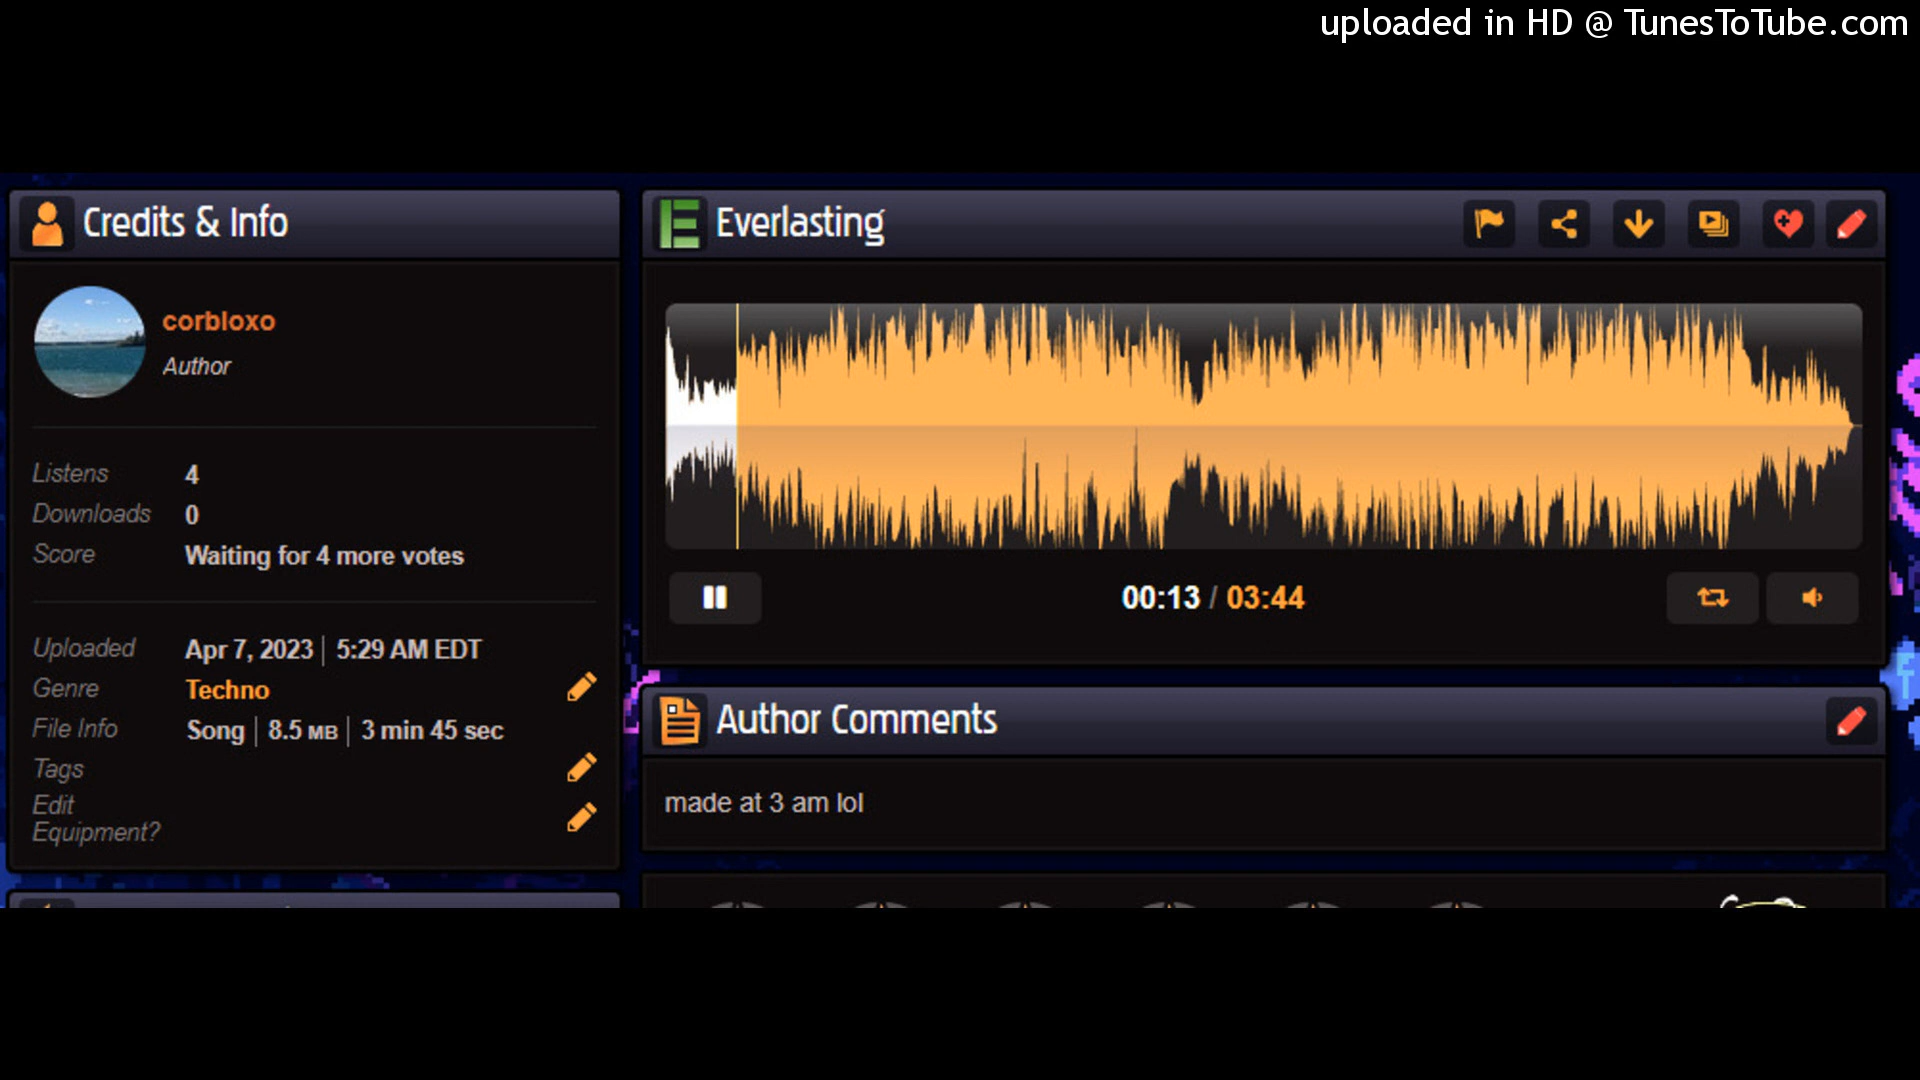 uploaded in HD @ TunesToTube.com
Credits & Info
corbloxo
Author
Listens 4
Downloads 0
Score Waiting for 4 more votes
Uploaded Apr 7, 2023 | 5:29 AM EDT
Genre Techno
File Info Song | 8.5 MB | 3 min 45 sec
Tags
Edit
Equipment?
E Everlasting
00:13 / 03:44
Author Comments
made at 3 am lol